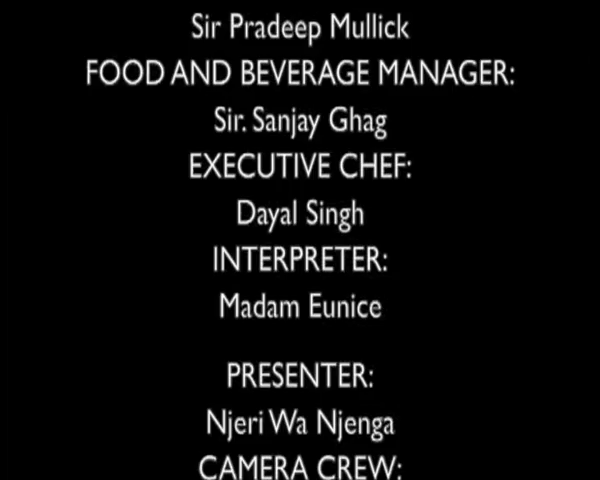 Sir Pradeep Mullick
FOOD AND BEVERAGE MANAGER:
Sir. Sanjay Ghag
EXECUTIVE CHEF:
Dayal Singh
INTERPRETER:
Madam Eunice
PRESENTER:
Njeri Wa Njenga
CAMERA CREW: